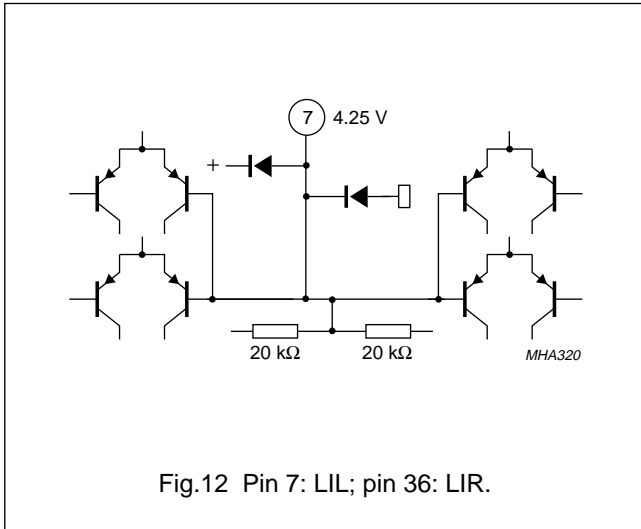 7 4.25 V
+
20 kΩ 20 kΩ
MHA320
Fig.12 Pin 7: LIL; pin 36: LIR.